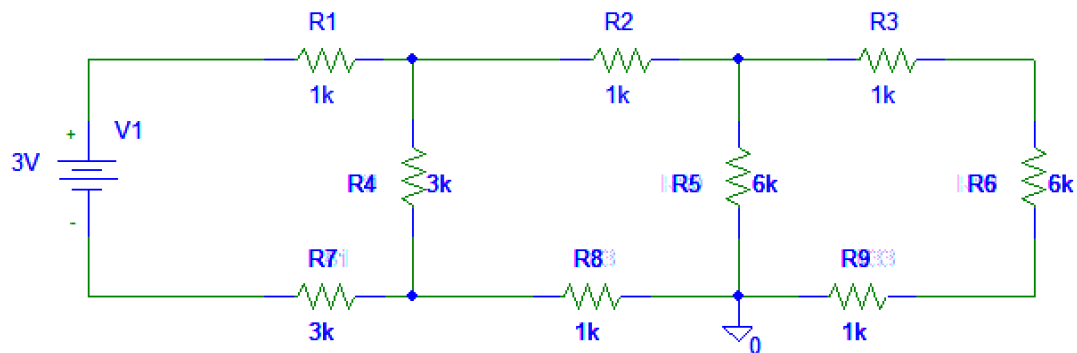 R1 R2 R3
1k 1k 1k
+ V1
3V
R4 3k R5 6k R6 6k
-
R7 R8 R9
3k 1k 1k
0